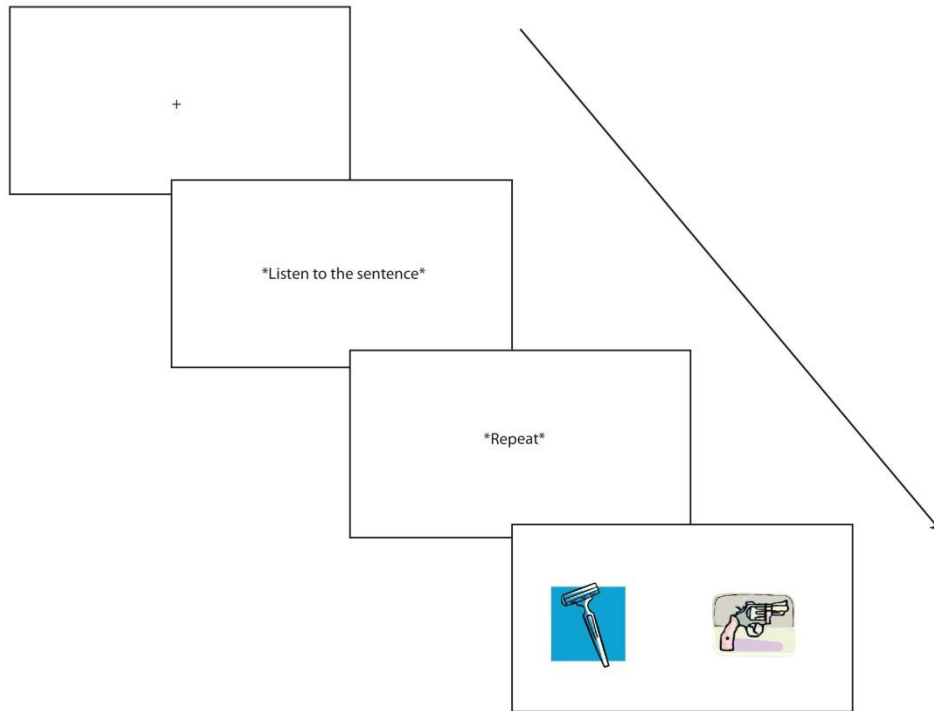 +
*Listen to the sentence*
*Repeat*